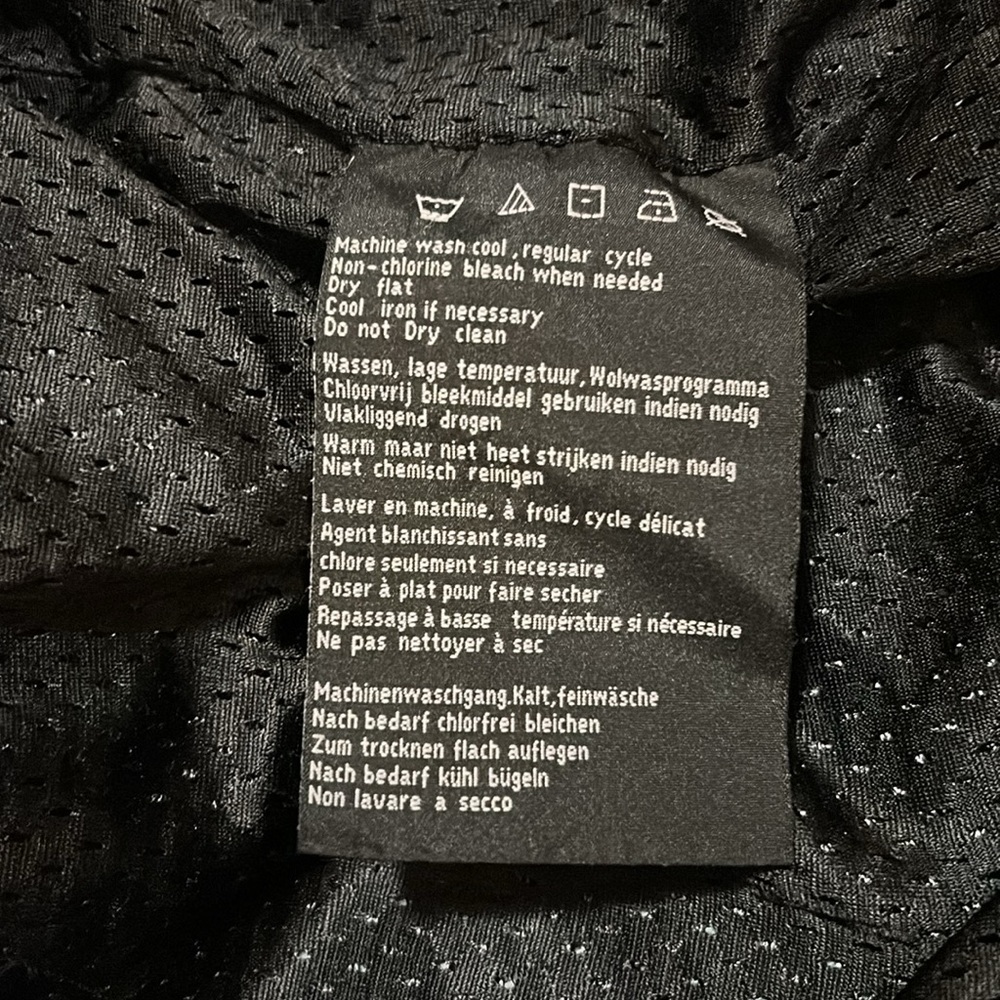 Machine wash cool, regular cycle
Non-chlorine bleach when needed
Dry flat
Cool iron if necessary
Do not Dry clean
Wassen, lage temperatuur, Wolwasprogramma
Chloorvrij bleekmiddel gebruiken indien nodig
Vlakliggend drogen
Warm maar niet heet strijken indien nodig
Niet chemisch reinigen
Laver en machine, à froid, cycle délicat
Agent blanchissant sans
chlore seulement si necessaire
Poser à plat pour faire secher
Repassage à basse température si nécessaire
Ne pas nettoyer à sec
Machinenwaschgang.Kalt,feinwäsche
Nach bedarf chlorfrei bleichen
Zum trocknen flach auflegen
Nach bedarf kühl bügeln
Non lavare a secco